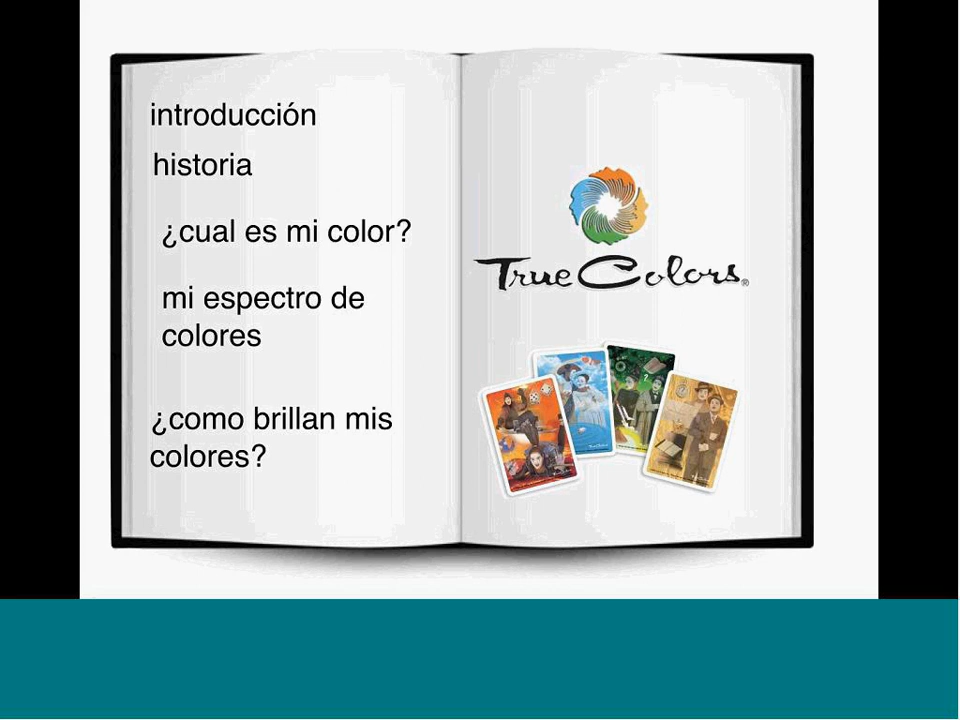 introducción
historia
¿cual es mi color?
mi espectro de
colores
¿como brillan mis
colores?
True Colors®